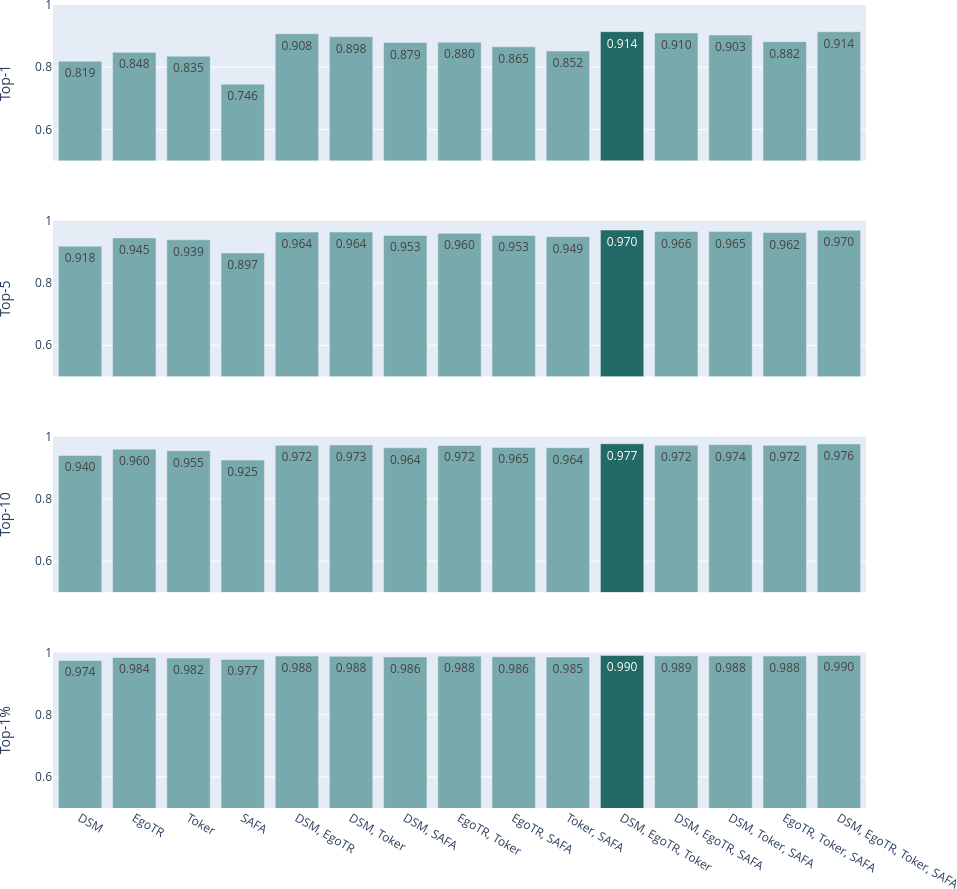 Top-1
1
0.8
0.6
0.819 0.848 0.835 0.746 0.908 0.898 0.879 0.880 0.865 0.852 0.914 0.910 0.903 0.882 0.914
Top-5
1
0.8
0.6
0.918 0.945 0.939 0.897 0.964 0.964 0.953 0.960 0.953 0.949 0.970 0.966 0.965 0.962 0.970
Top-10
1
0.8
0.6
0.940 0.960 0.955 0.925 0.972 0.973 0.964 0.972 0.965 0.964 0.977 0.972 0.974 0.972 0.976
Top-1%
1
0.8
0.6
0.974 0.984 0.982 0.977 0.988 0.988 0.986 0.988 0.986 0.985 0.990 0.989 0.988 0.988 0.990
DSM
EgoTR
Toker
SAFA
DSM, EgoTR
DSM, Toker
DSM, SAFA
EgoTR, Toker
EgoTR, SAFA
Toker, SAFA
DSM, EgoTR, Toker
DSM, EgoTR, SAFA
DSM, Toker, SAFA
EgoTR, Toker, SAFA
DSM, EgoTR, Toker, SAFA